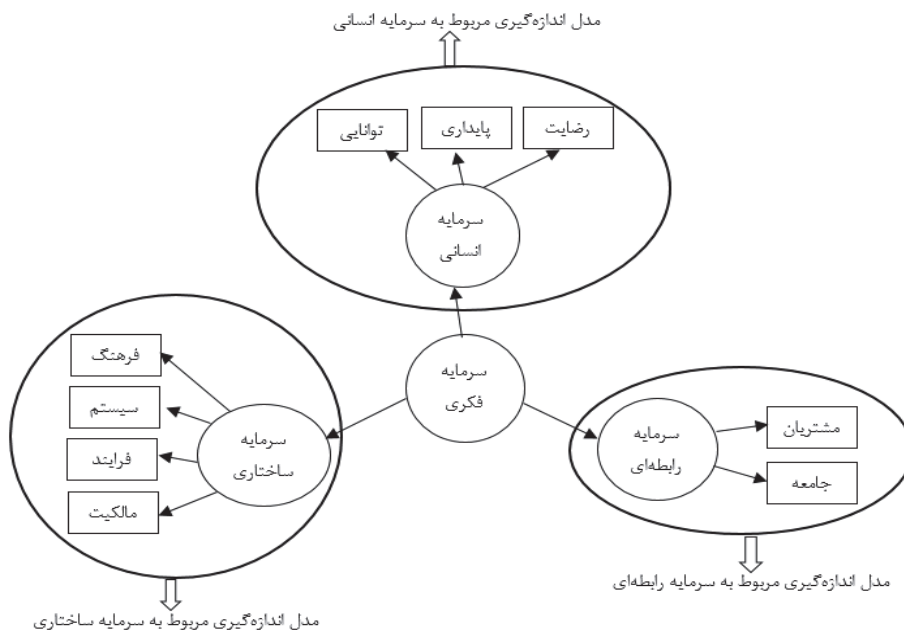 مدل اندازه‌گیری مربوط به سرمایه انسانی
رضایت
پایداری
توانایی
سرمایه
انسانی
سرمایه
فکری
فرهنگ
سیستم
فرایند
مالکیت
سرمایه
ساختاری
سرمایه
رابطه‌ای
مشتریان
جامعه
مدل اندازه‌گیری مربوط به سرمایه رابطه‌ای
مدل اندازه‌گیری مربوط به سرمایه ساختاری